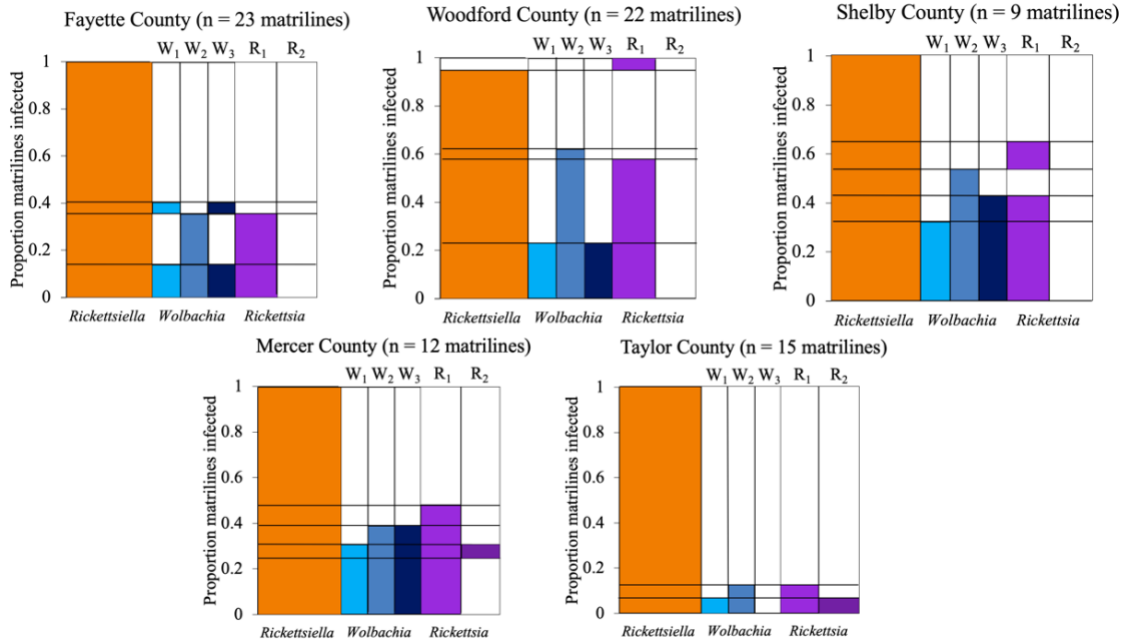 Fayette County (n = 23 matrilines)
W1 W2 W3 R1 R2
Proportion matrilines infected
1
0.8
0.6
0.4
0.2
0
Rickettsiella Wolbachia Rickettsia
Woodford County (n = 22 matrilines)
W1 W2 W3 R1 R2
Proportion matrilines infected
1
0.8
0.6
0.4
0.2
0
Rickettsiella Wolbachia Rickettsia
Shelby County (n = 9 matrilines)
W1 W2 W3 R1 R2
Proportion matrilines infected
1
0.8
0.6
0.4
0.2
0
Rickettsiella Wolbachia Rickettsia
Mercer County (n = 12 matrilines)
W1 W2 W3 R1 R2
Proportion matrilines infected
1
0.8
0.6
0.4
0.2
0
Rickettsiella Wolbachia Rickettsia
Taylor County (n = 15 matrilines)
W1 W2 W3 R1 R2
Proportion matrilines infected
1
0.8
0.6
0.4
0.2
0
Rickettsiella Wolbachia Rickettsia